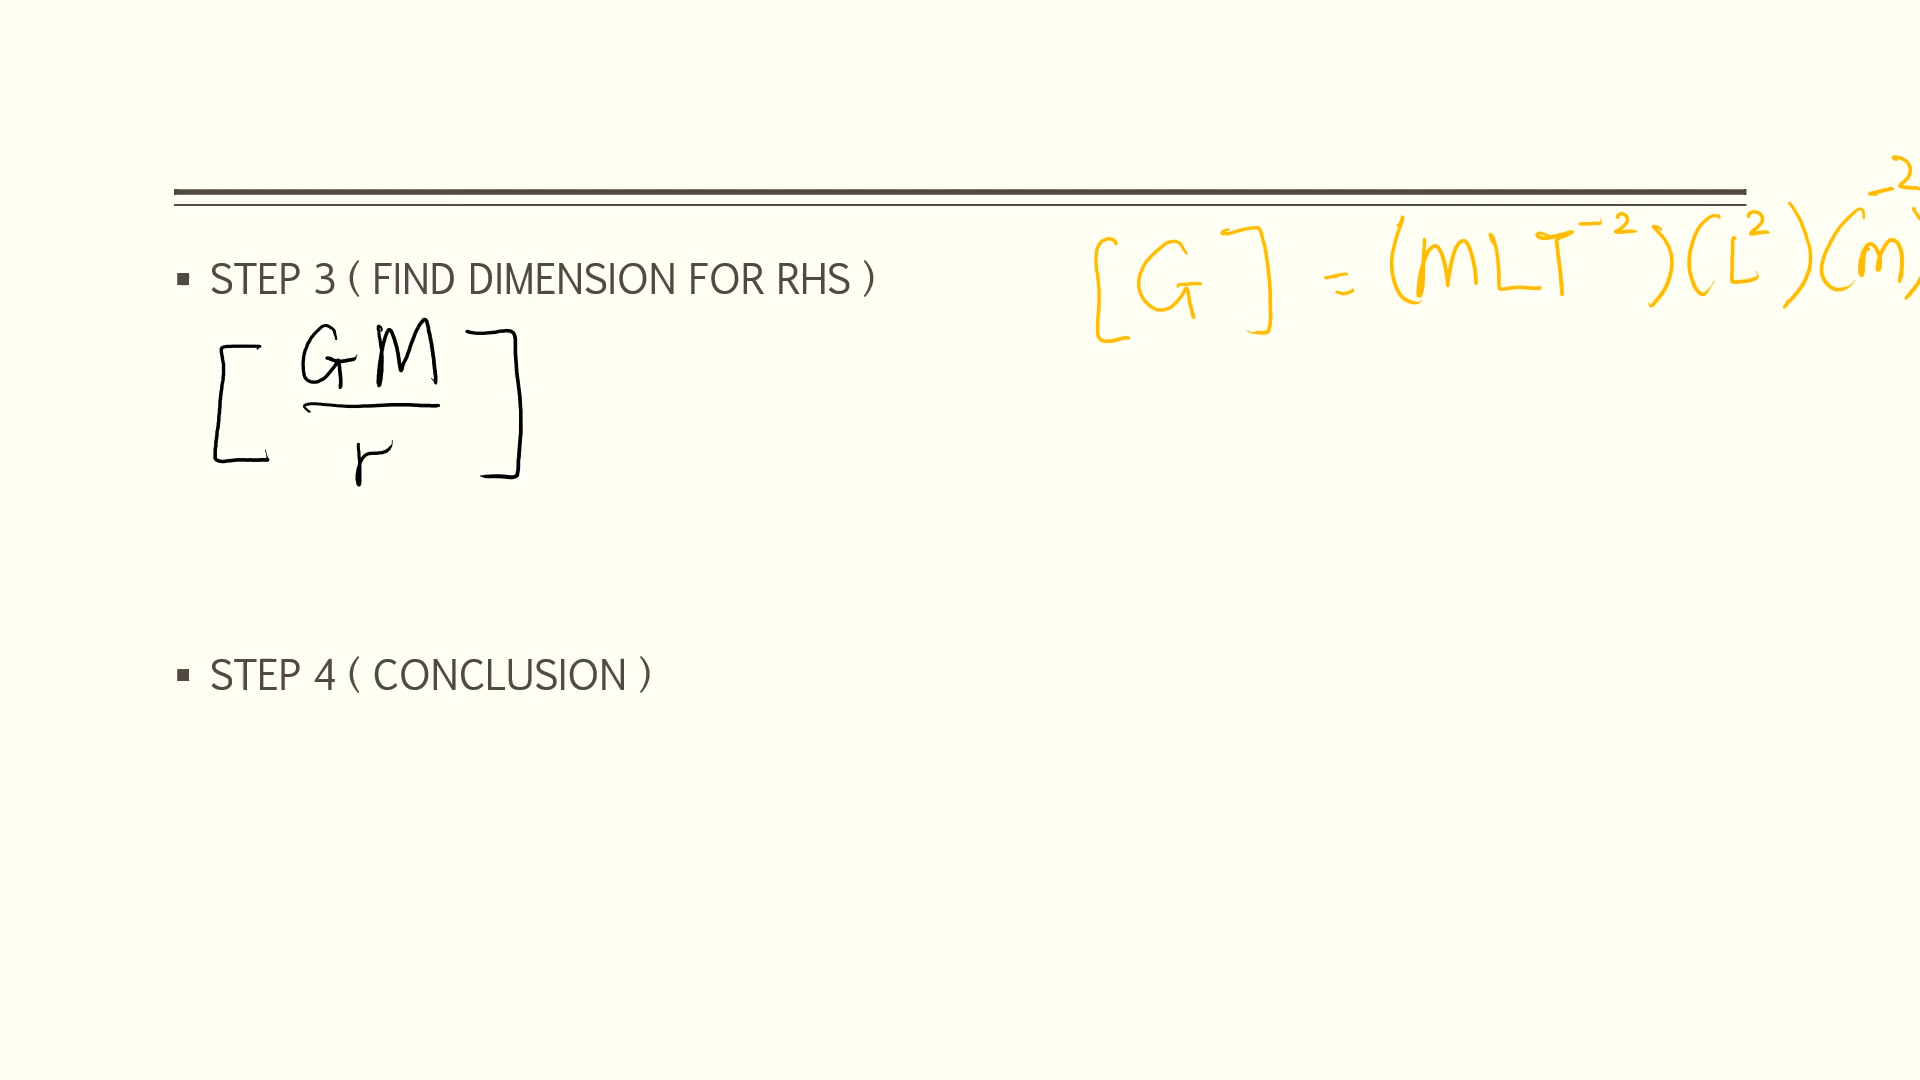 ▪ STEP 3 ( FIND DIMENSION FOR RHS )
[G] = (MLT⁻²)(L²)(M)⁻²
[GM/r]
▪ STEP 4 ( CONCLUSION )